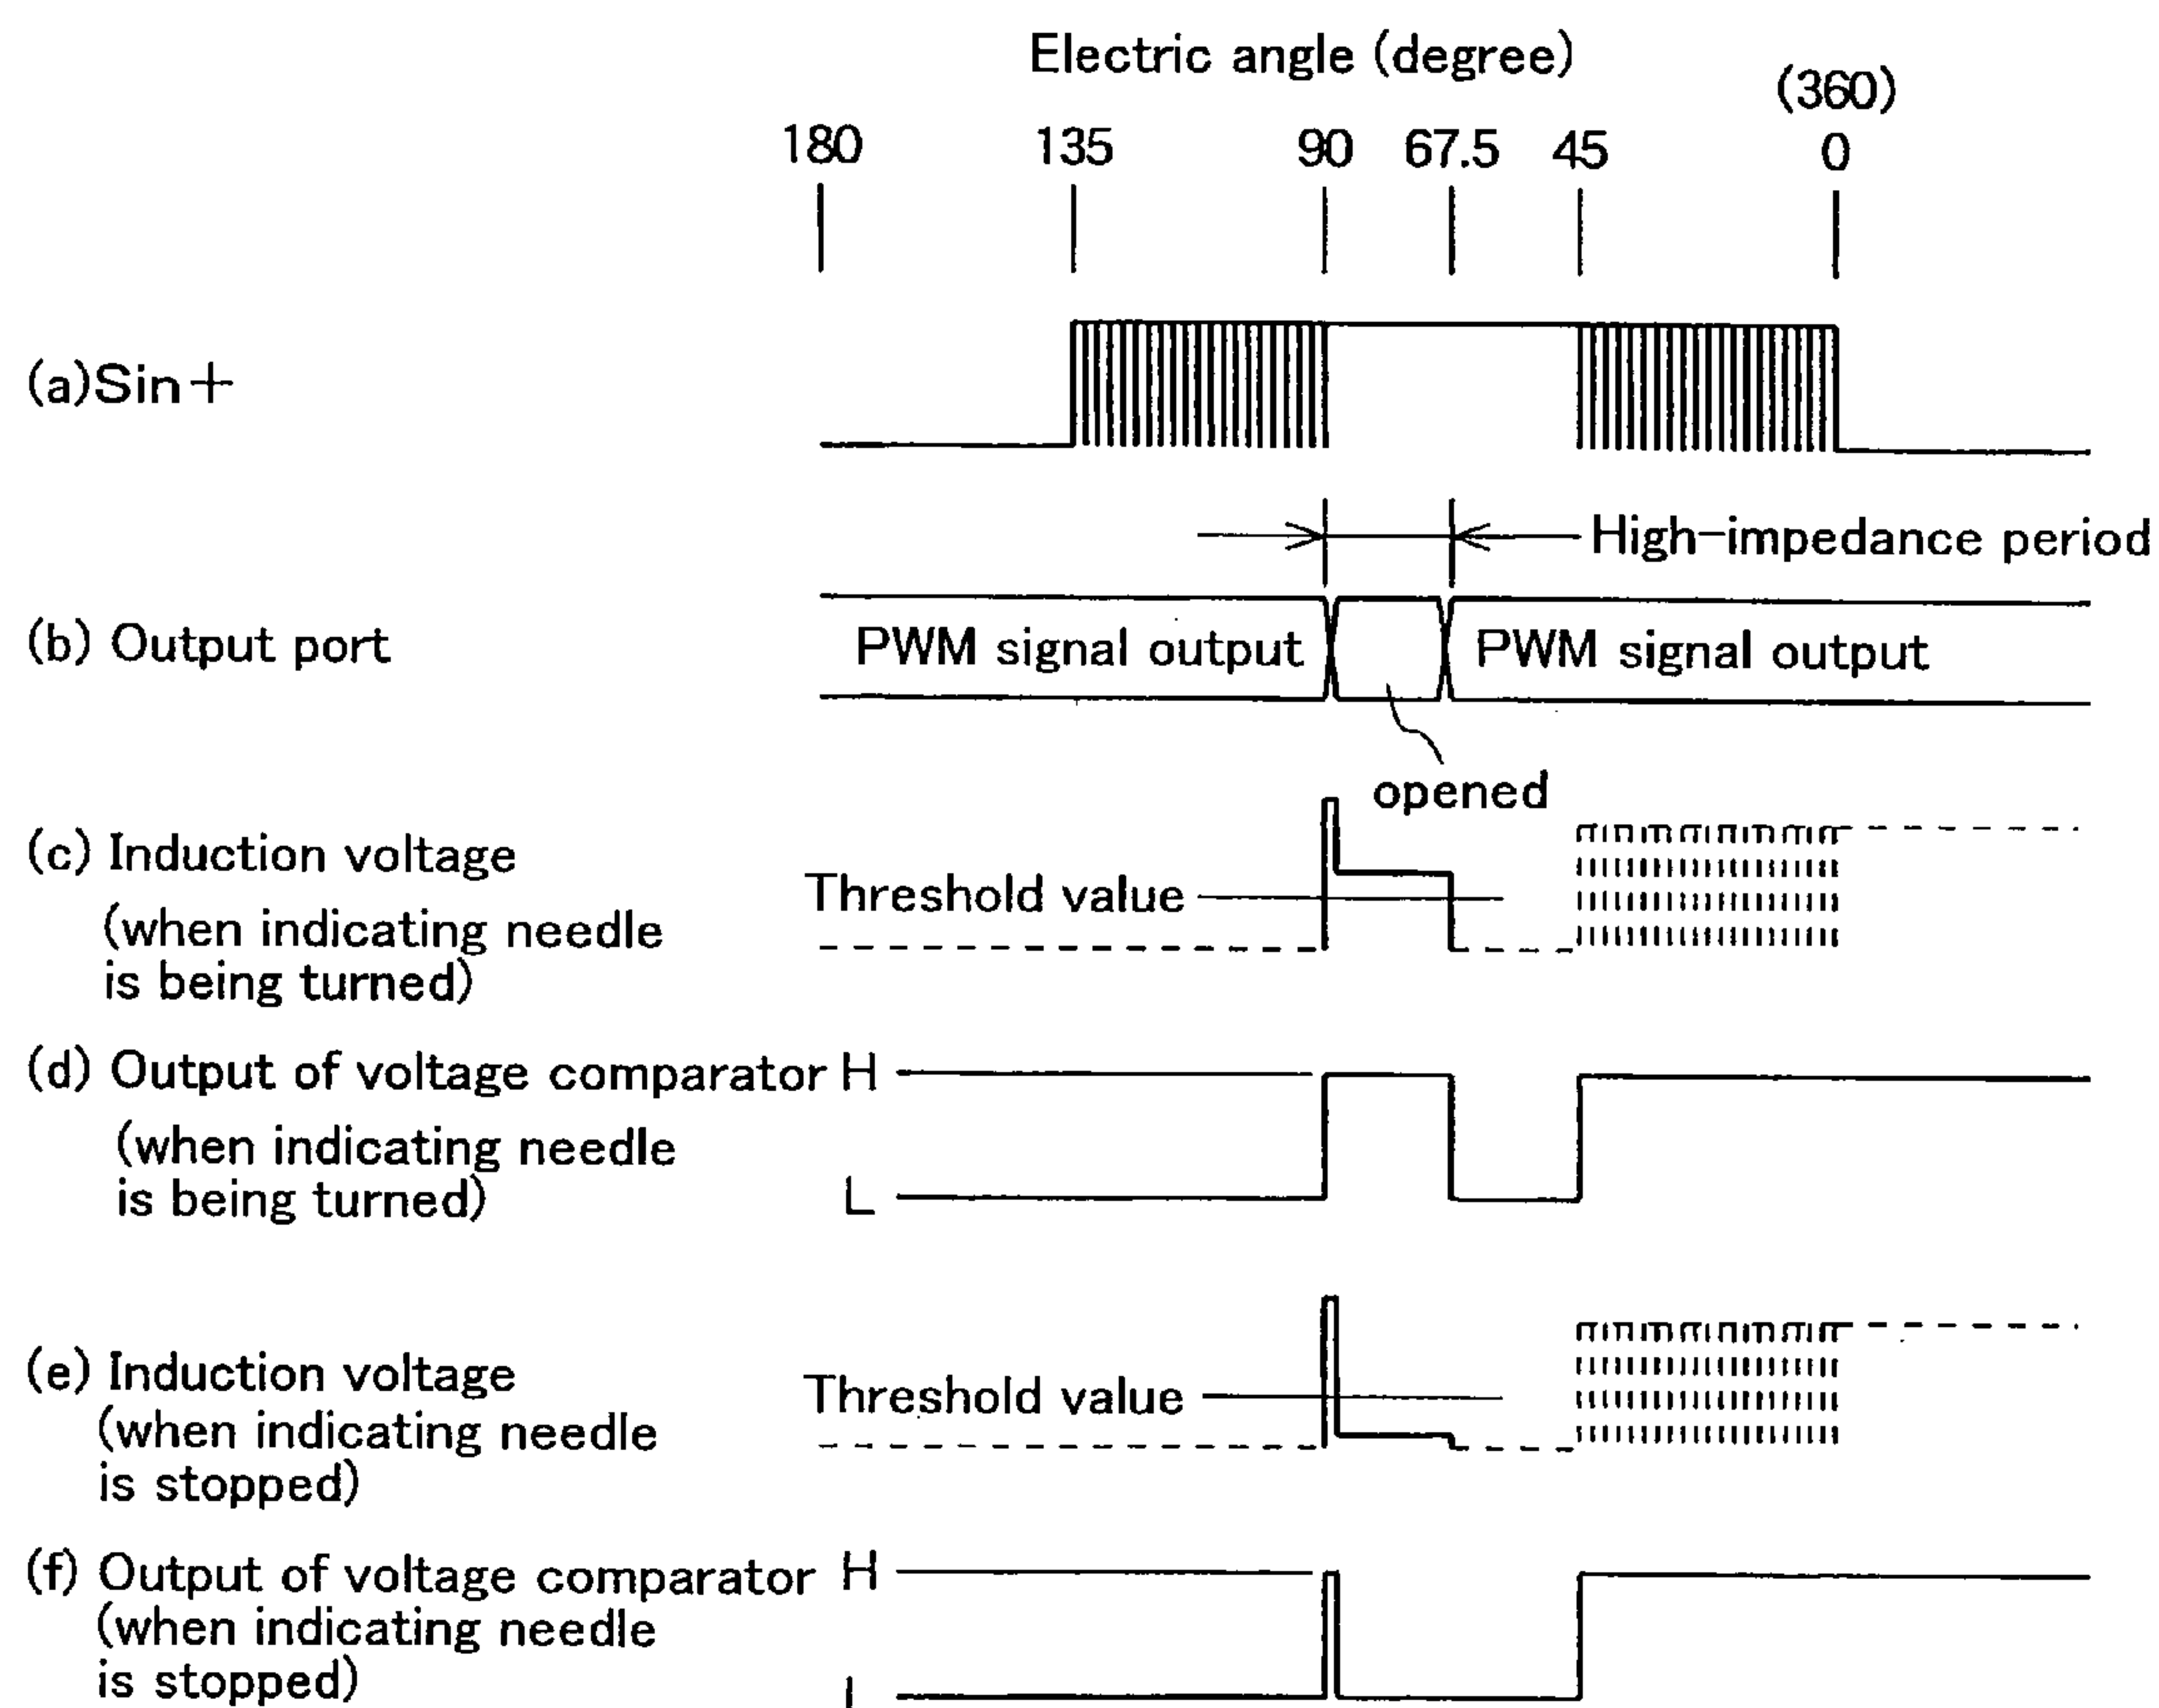 Electric angle (degree)
(360)
180 135 90 67.5 45 0
(a)Sin+
High-impedance period
(b) Output port
PWM signal output
PWM signal output
opened
(c) Induction voltage
(when indicating needle
is being turned)
Threshold value
(d) Output of voltage comparator H
(when indicating needle
is being turned)
L
(e) Induction voltage
(when indicating needle
is stopped)
Threshold value
(f) Output of voltage comparator H
(when indicating needle
is stopped)
L